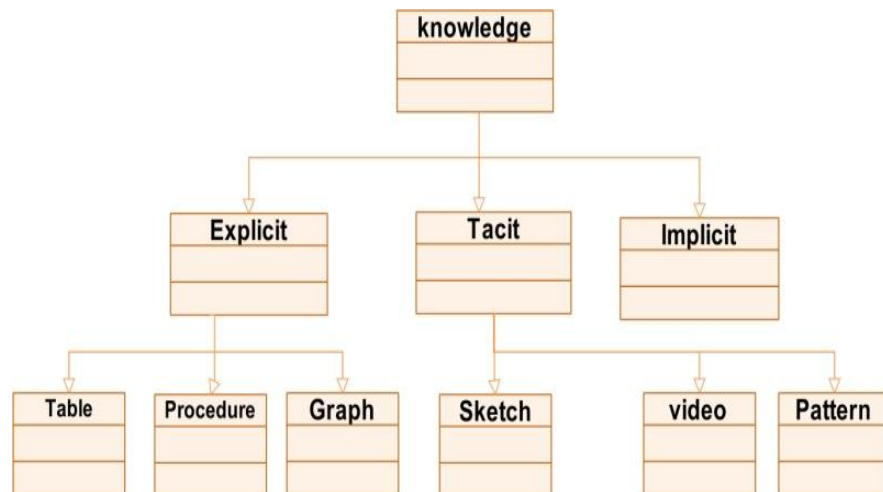 knowledge
Explicit
Tacit
Implicit
Table
Procedure
Graph
Sketch
video
Pattern